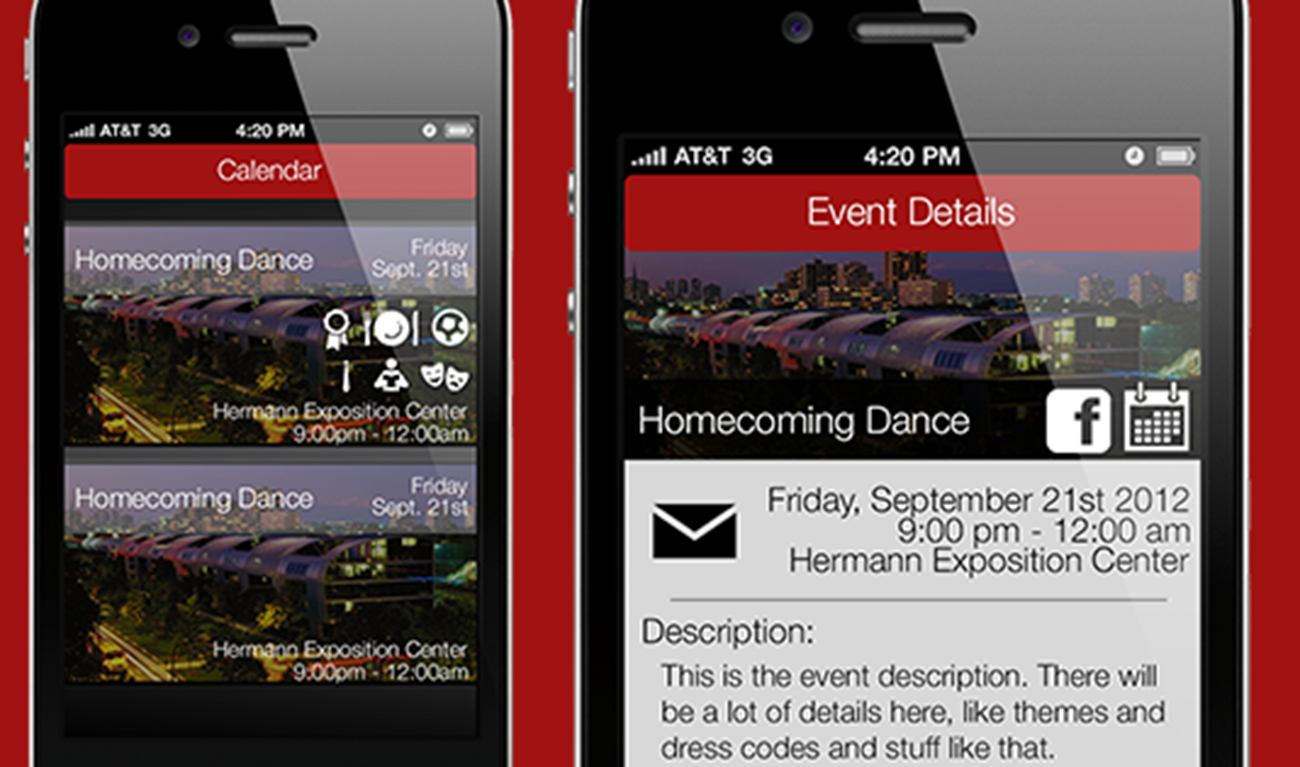 AT&T 3G 4:20 PM
Calendar
Homecoming Dance
Friday
Sept. 21st
Hermann Exposition Center
9:00pm - 12:00am
Homecoming Dance
Friday
Sept. 21st
Hermann Exposition Center
9:00pm - 12:00am
AT&T 3G 4:20 PM
Event Details
Homecoming Dance
f
Friday, September 21st 2012
9:00 pm - 12:00 am
Hermann Exposition Center
Description:
This is the event description. There will
be a lot of details here, like themes and
dress codes and stuff like that.